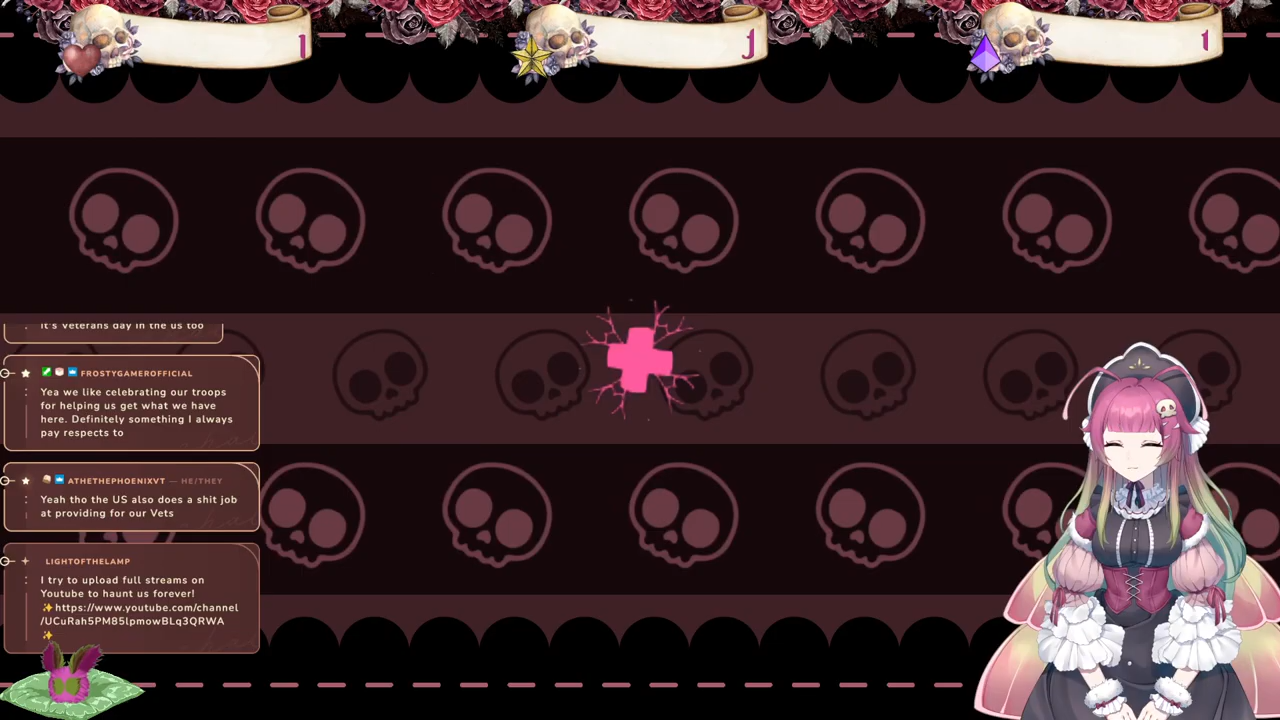 1
1
1
it's veterans day in the us too
FROSTYGAMEROFFICIAL
Yea we like celebrating our troops
for helping us get what we have
here. Definitely something I always
pay respects to
ATHETHEPHOENIXVT — HE/THEY
Yeah tho the US also does a shit job
at providing for our Vets
LIGHTOFTHELAMP
I try to upload full streams on
Youtube to haunt us forever!
✨https://www.youtube.com/channel
/UCuRah5PM85lpmowBLq3QRWA
✨